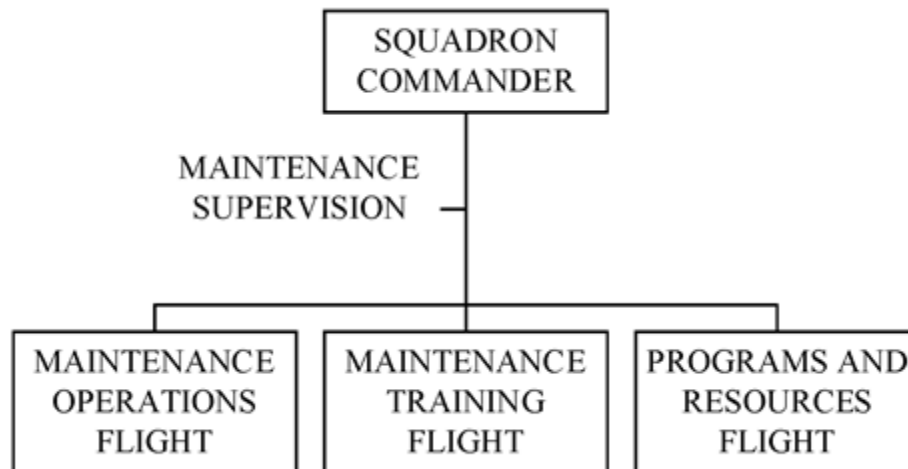 SQUADRON
COMMANDER
MAINTENANCE
SUPERVISION
MAINTENANCE
OPERATIONS
FLIGHT
MAINTENANCE
TRAINING
FLIGHT
PROGRAMS AND
RESOURCES
FLIGHT